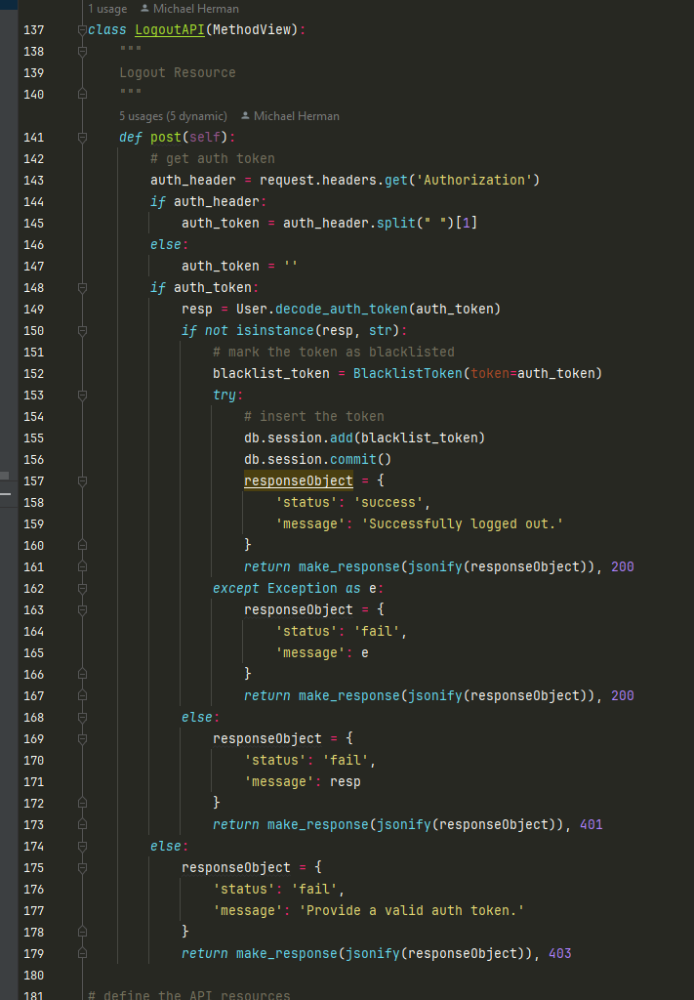 1 usage Michael Herman
137 class LogoutAPI(MethodView):
138     """
139     Logout Resource
140     """
5 usages (5 dynamic) Michael Herman
141     def post(self):
142         # get auth token
143         auth_header = request.headers.get('Authorization')
144         if auth_header:
145             auth_token = auth_header.split(" ")[1]
146         else:
147             auth_token = ''
148         if auth_token:
149             resp = User.decode_auth_token(auth_token)
150             if not isinstance(resp, str):
151                 # mark the token as blacklisted
152                 blacklist_token = BlacklistToken(token=auth_token)
153                 try:
154                     # insert the token
155                     db.session.add(blacklist_token)
156                     db.session.commit()
157                     responseObject = {
158                         'status': 'success',
159                         'message': 'Successfully logged out.'
160                     }
161                     return make_response(jsonify(responseObject)), 200
162                 except Exception as e:
163                     responseObject = {
164                         'status': 'fail',
165                         'message': e
166                     }
167                     return make_response(jsonify(responseObject)), 200
168             else:
169                 responseObject = {
170                     'status': 'fail',
171                     'message': resp
172                 }
173                 return make_response(jsonify(responseObject)), 401
174         else:
175             responseObject = {
176                 'status': 'fail',
177                 'message': 'Provide a valid auth token.'
178             }
179             return make_response(jsonify(responseObject)), 403
180
181 # define the API resources